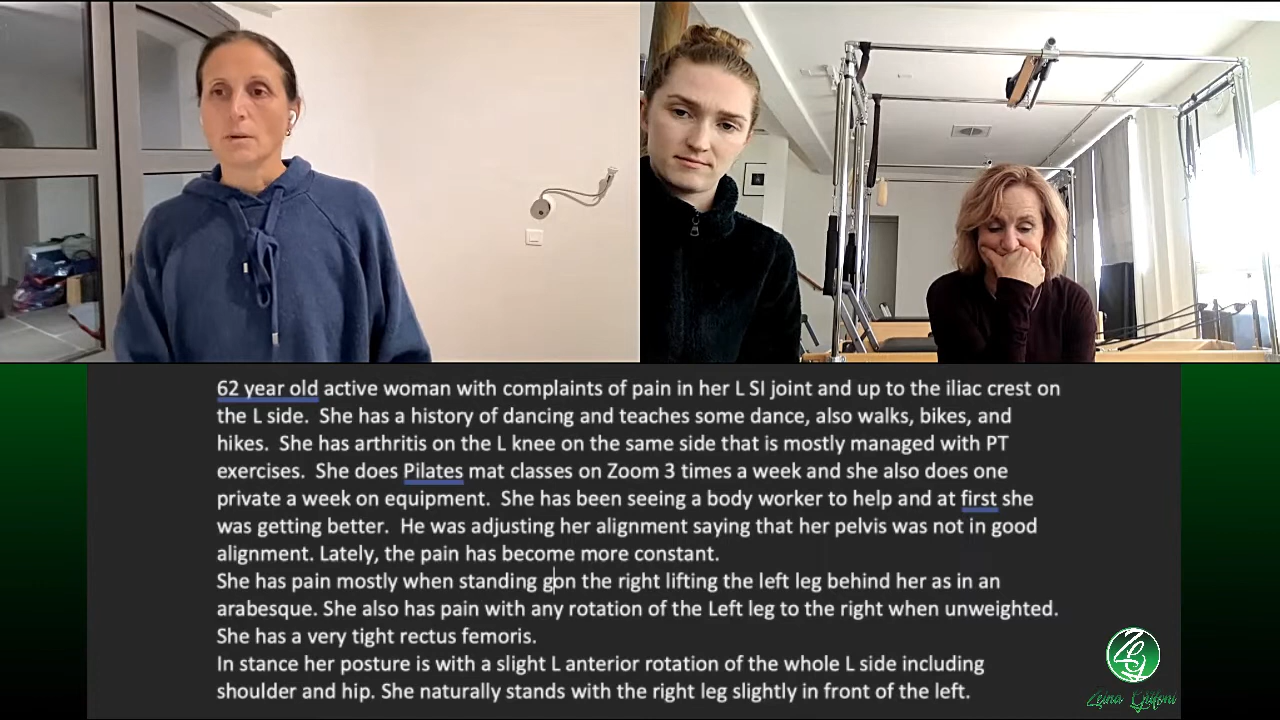 62 year old active woman with complaints of pain in her L SI joint and up to the iliac crest on
the L side.  She has a history of dancing and teaches some dance, also walks, bikes, and
hikes.  She has arthritis on the L knee on the same side that is mostly managed with PT
exercises.  She does Pilates mat classes on Zoom 3 times a week and she also does one
private a week on equipment.  She has been seeing a body worker to help and at first she
was getting better.  He was adjusting her alignment saying that her pelvis was not in good
alignment. Lately, the pain has become more constant.
She has pain mostly when standing gon the right lifting the left leg behind her as in an
arabesque. She also has pain with any rotation of the Left leg to the right when unweighted.
She has a very tight rectus femoris.
In stance her posture is with a slight L anterior rotation of the whole L side including
shoulder and hip. She naturally stands with the right leg slightly in front of the left.